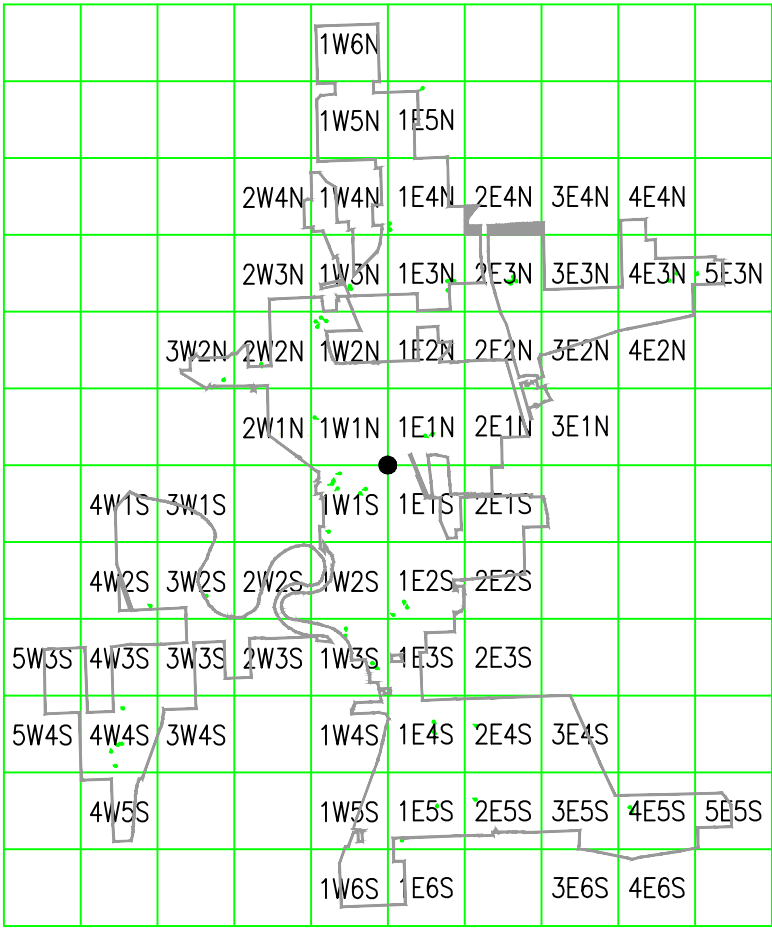 1W6N
1W5N 1E5N
2W4N 1W4N 1E4N 2E4N 3E4N 4E4N
2W3N 1W3N 1E3N 2E3N 3E3N 4E3N 5E3N
3W2N 2W2N 1W2N 1E2N 2E2N 3E2N 4E2N
2W1N 1W1N 1E1N 2E1N 3E1N
4W1S 3W1S 1W1S 1E1S 2E1S
4W2S 3W2S 2W2S 1W2S 1E2S 2E2S
5W3S 4W3S 3W3S 2W3S 1W3S 1E3S 2E3S
5W4S 4W4S 3W4S 1W4S 1E4S 2E4S 3E4S
4W5S 1W5S 1E5S 2E5S 3E5S 4E5S 5E5S
1W6S 1E6S 3E6S 4E6S